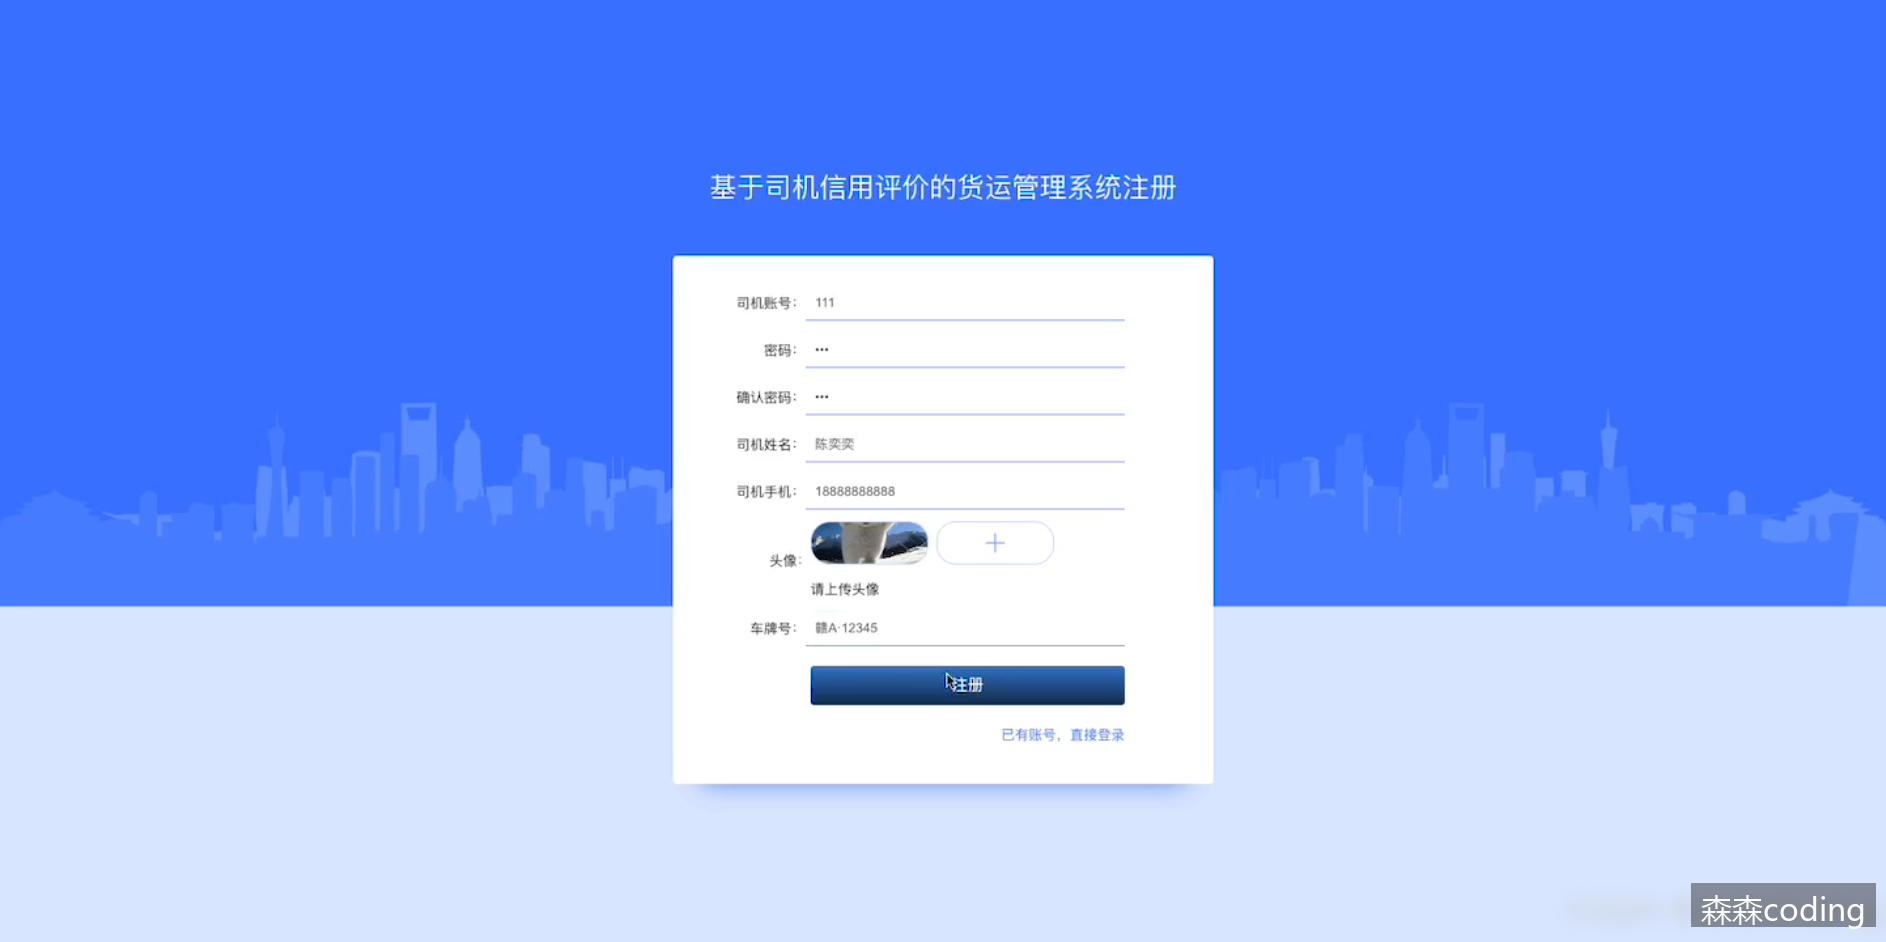 基于司机信用评价的货运管理系统注册
司机账号： 111
密码： •••
确认密码： •••
司机姓名： 陈奕奕
司机手机： 18888888888
头像：
请上传头像
车牌号： 赣A·12345
注册
已有账号，直接登录
森森coding